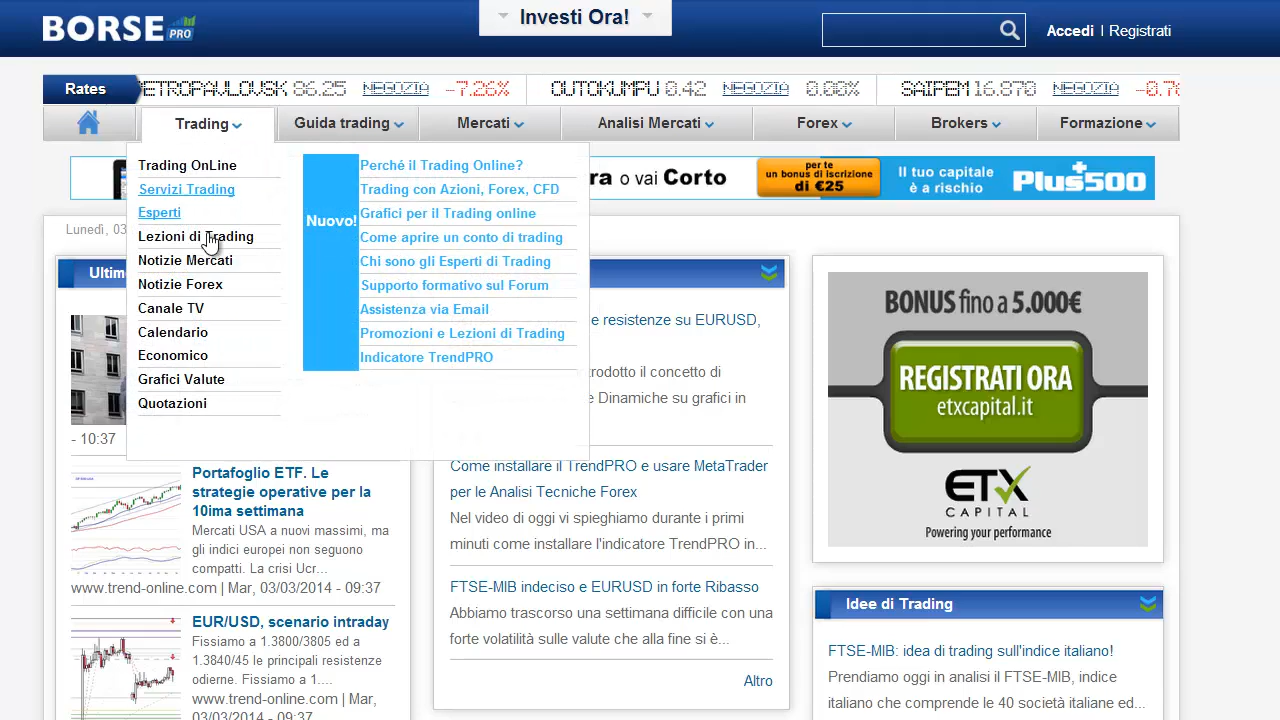 BORSE PRO
Investi Ora!
Accedi | Registrati
Rates
ETROPAULOVSK 86.25 NEGOZIA -7.26% OUTOKUMPU 0.42 NEGOZIA 0.00% SAIPEM 16.870 NEGOZIA -0.70
Trading
Guida trading
Mercati
Analisi Mercati
Forex
Brokers
Formazione
Trading OnLine
Servizi Trading
Esperti
Lezioni di Trading
Notizie Mercati
Notizie Forex
Canale TV
Calendario
Economico
Grafici Valute
Quotazioni
Nuovo!
Perché il Trading Online?
Trading con Azioni, Forex, CFD
Grafici per il Trading online
Come aprire un conto di trading
Chi sono gli Esperti di Trading
Supporto formativo sul Forum
Assistenza via Email
Promozioni e Lezioni di Trading
Indicatore TrendPRO
ra o vai Corto
per te
un bonus di iscrizione
di €25
Il tuo capitale
è a rischio
Plus500
Lunedì, 03
Ultime
- 10:37
Portafoglio ETF. Le
strategie operative per la
10ima settimana
Mercati USA a nuovi massimi, ma
gli indici europei non seguono
compatti. La crisi Ucr...
www.trend-online.com | Mar, 03/03/2014 - 09:37
EUR/USD, scenario intraday
Fissiamo a 1.3800/3805 ed a
1.3840/45 le principali resistenze
odierne. Fissiamo a 1....
www.trend-online.com | Mar,
03/03/2014 - 09:37
e resistenze su EURUSD,
trodotto il concetto di
e Dinamiche su grafici in
Come installare il TrendPRO e usare MetaTrader
per le Analisi Tecniche Forex
Nel video di oggi vi spieghiamo durante i primi
minuti come installare l'indicatore TrendPRO in...
FTSE-MIB indeciso e EURUSD in forte Ribasso
Abbiamo trascorso una settimana difficile con una
forte volatilità sulle valute che alla fine si è...
Altro
BONUS fino a 5.000€
REGISTRATI ORA
etxcapital.it
ETX
CAPITAL
Powering your performance
Idee di Trading
FTSE-MIB: idea di trading sull'indice italiano!
Prendiamo oggi in analisi il FTSE-MIB, indice
italiano che comprende le 40 società italiane ed...